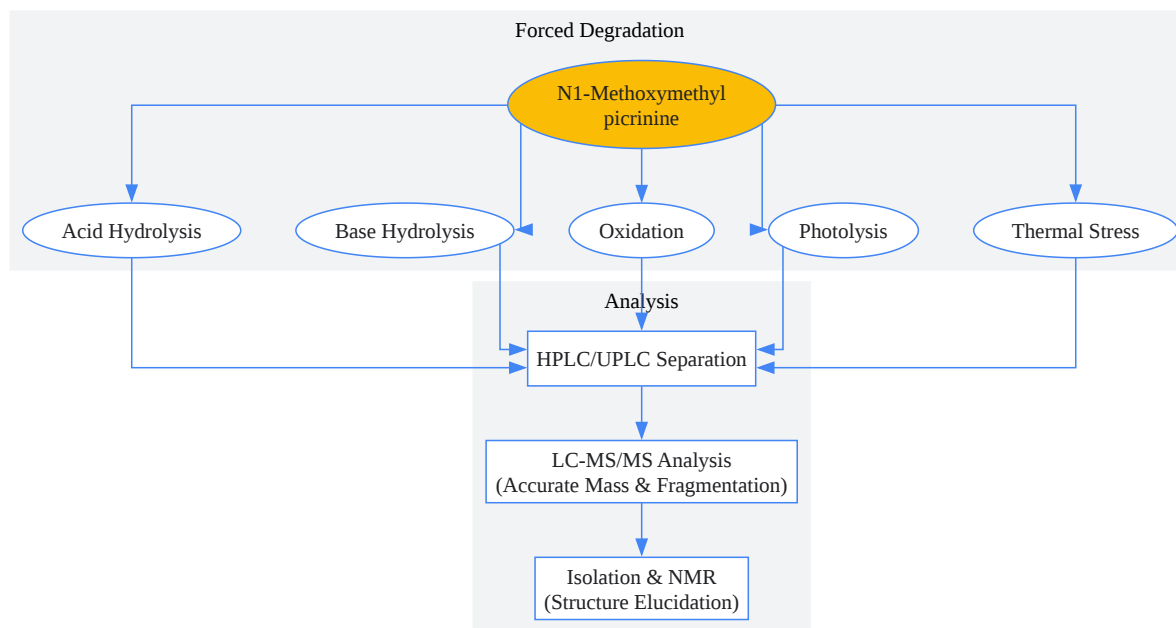 Forced Degradation
N1-Methoxymethyl
picrinine
Acid Hydrolysis
Base Hydrolysis
Oxidation
Photolysis
Thermal Stress
Analysis
HPLC/UPLC Separation
LC-MS/MS Analysis
(Accurate Mass & Fragmentation)
Isolation & NMR
(Structure Elucidation)